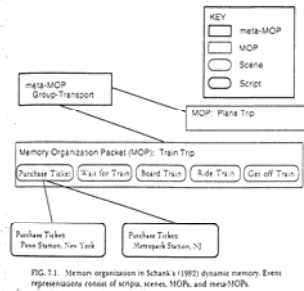 KEY
meta-MOP
MOP
Scene
Script
meta-MOP
Group-Transport
MOP: Plane Trip
Memory Organization Packet (MOP): Train Trip
Purchase Ticket Wait for Train Board Train Ride Train Get off Train
Purchase Ticket:
Penn Station, New York
Purchase Ticket:
Metropark Station, NJ
FIG. 7.1. Memory organization in Schank's (1982) dynamic memory. Event
representations consist of scripts, scenes, MOPs, and meta-MOPs.